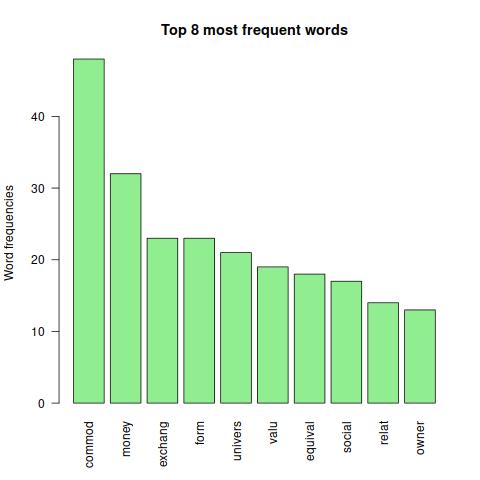 Top 8 most frequent words
Word frequencies
40
30
20
10
0
commod
money
exchang
form
univers
valu
equival
social
relat
owner